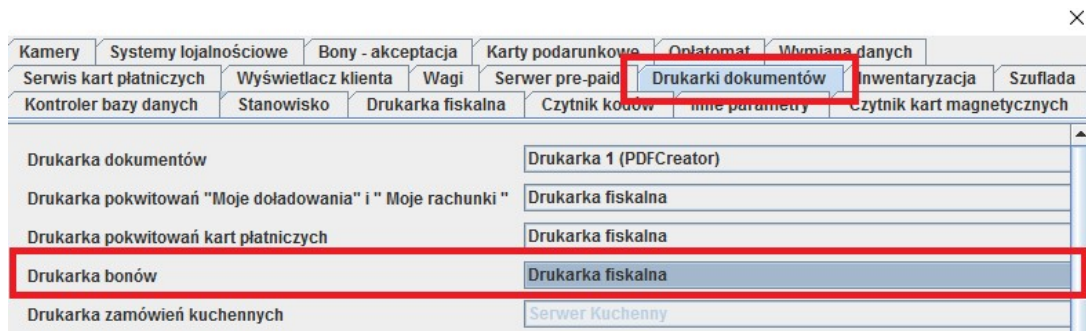 Kamery Systemy lojalnościowe Bony - akceptacja Karty podarunkowe Opłatomat Wymiana danych
Serwis kart płatniczych Wyświetlacz klienta Wagi Serwer pre-paid Drukarki dokumentów Inwentaryzacja Szuflada
Kontroler bazy danych Stanowisko Drukarka fiskalna Czytnik kodów Inne parametry Czytnik kart magnetycznych
Drukarka dokumentów Drukarka 1 (PDFCreator)
Drukarka pokwitowań "Moje doładowania" i " Moje rachunki " Drukarka fiskalna
Drukarka pokwitowań kart płatniczych Drukarka fiskalna
Drukarka bonów Drukarka fiskalna
Drukarka zamówień kuchennych Serwer Kuchenny